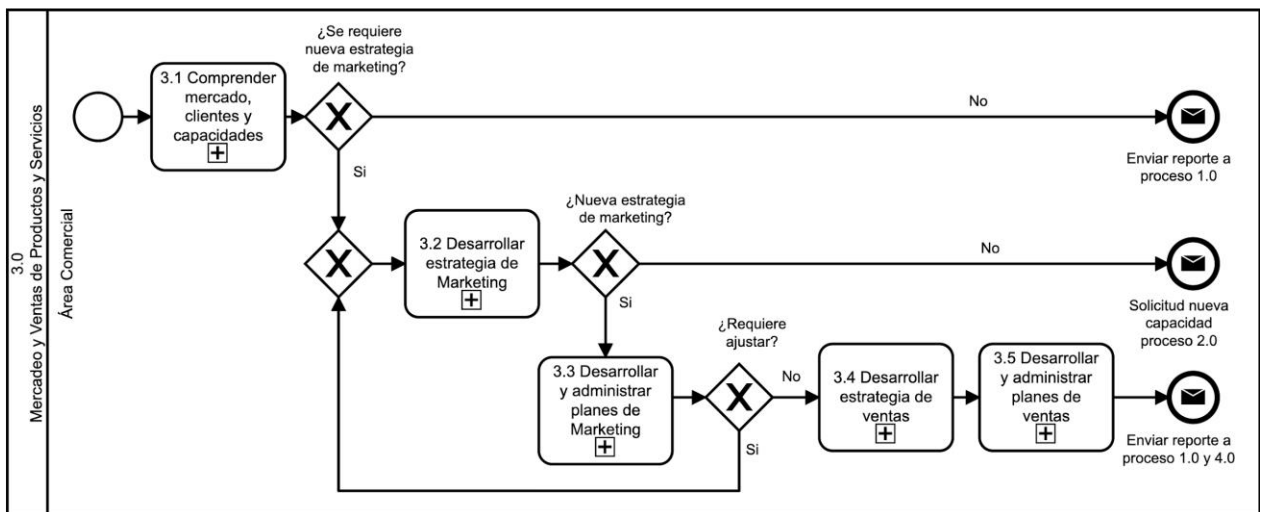 3.0
Mercadeo y Ventas de Productos y Servicios
Área Comercial
3.1 Comprender
mercado,
clientes y
capacidades
¿Se requiere
nueva estrategia
de marketing?
No
Enviar reporte a
proceso 1.0
Si
3.2 Desarrollar
estrategia de
Marketing
¿Nueva estrategia
de marketing?
No
Solicitud nueva
capacidad
proceso 2.0
Si
3.3 Desarrollar
y administrar
planes de
Marketing
¿Requiere
ajustar?
No
Si
3.4 Desarrollar
estrategia de
ventas
3.5 Desarrollar
y administrar
planes de
ventas
Enviar reporte a
proceso 1.0 y 4.0